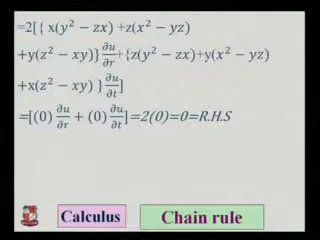 =2[{ x(y² − zx) +z(x² − yz)
+y(z² − xy)}∂u/∂r+{z(y² − zx)+y(x² − yz)
+x(z² − xy) }∂u/∂t]
=[(0)∂u/∂r + (0)∂u/∂t]=2(0)=0=R.H.S
Calculus
Chain rule